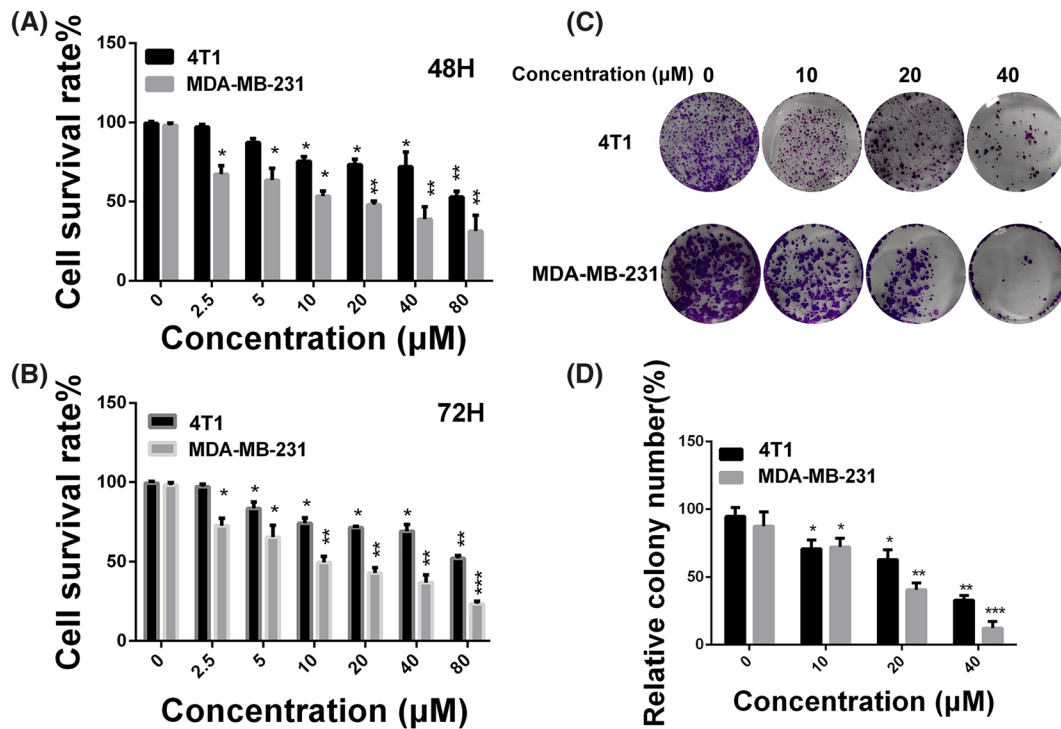 (A)
150
100
50
0
Cell survival rate%
4T1
MDA-MB-231
48H
*
*
*
*
**
*
**
**
**
0 2.5 5 10 20 40 80
Concentration (μM)
(B)
150
100
50
0
Cell survival rate%
4T1
MDA-MB-231
72H
*
*
*
*
**
*
**
*
**
**
***
0 2.5 5 10 20 40 80
Concentration (μM)
(C)
Concentration (μM) 0 10 20 40
4T1
MDA-MB-231
(D)
150
100
50
0
Relative colony number(%)
4T1
MDA-MB-231
*
*
*
**
**
***
0 10 20 40
Concentration (μM)